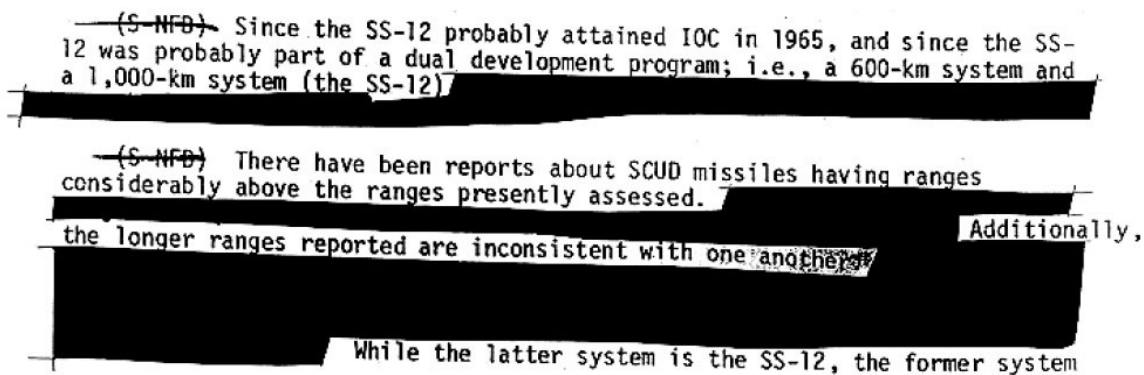 (S-NFD) Since the SS-12 probably attained IOC in 1965, and since the SS-
12 was probably part of a dual development program; i.e., a 600-km system and
a 1,000-km system (the SS-12)
(S-NFD) There have been reports about SCUD missiles having ranges
considerably above the ranges presently assessed.
Additionally,
the longer ranges reported are inconsistent with one another
While the latter system is the SS-12, the former system